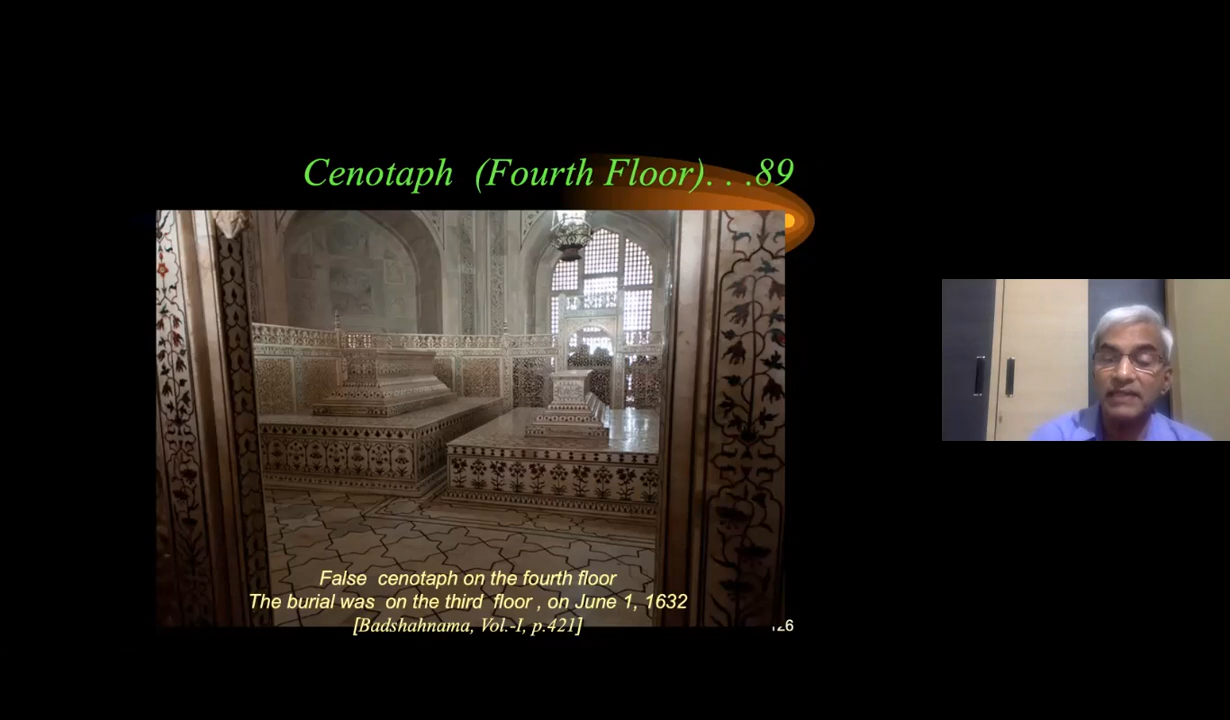 Cenotaph (Fourth Floor). . .89
False cenotaph on the fourth floor
The burial was on the third floor , on June 1, 1632
[Badshahnama, Vol.-I, p.421]
126